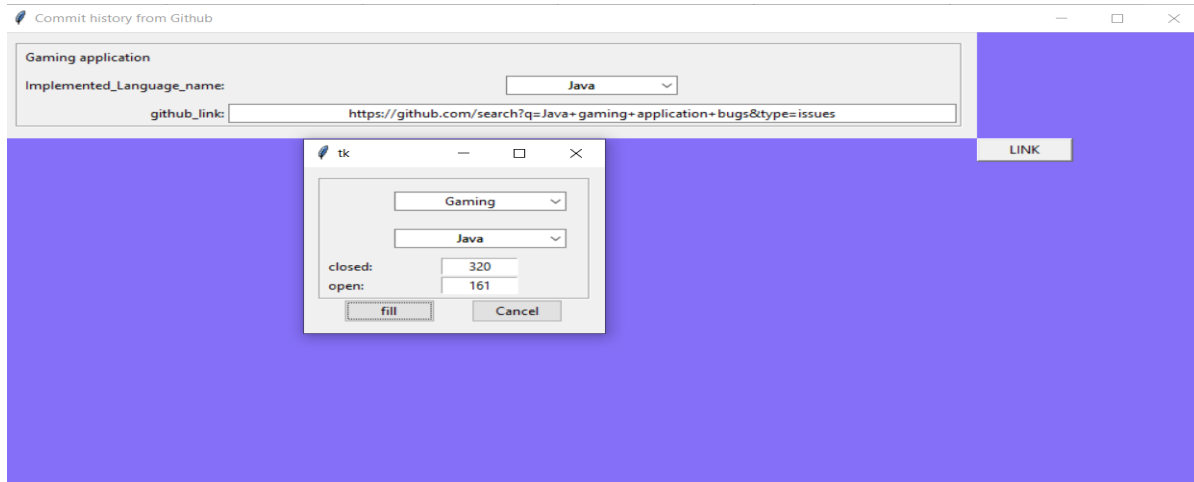 Commit history from Github
Gaming application
Implemented_Language_name: Java
github_link: https://github.com/search?q=Java+gaming+application+bugs&type=issues
LINK
tk
Gaming
Java
closed: 320
open: 161
fill Cancel